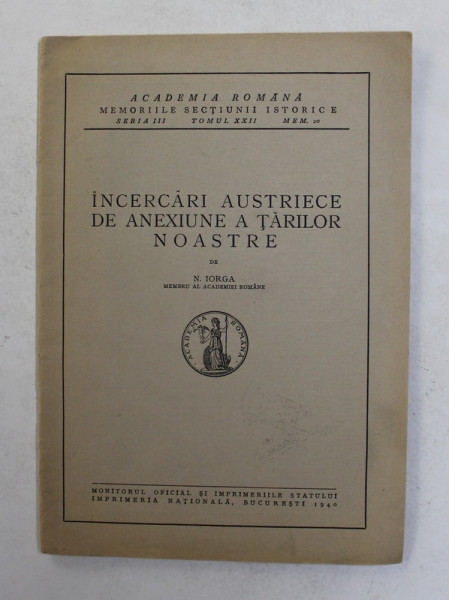 ACADEMIA ROMÂNĂ
MEMORIILE SECȚIUNII ISTORICE
SERIA III TOMUL XXII MEM. 20
ÎNCERCĂRI AUSTRIECE
DE ANEXIUNE A ȚĂRILOR
NOASTRE
DE
N. IORGA
MEMBRU AL ACADEMIEI ROMÂNE
ACADEMIA ROMÂNĂ
MONITORUL OFICIAL ȘI IMPRIMERIILE STATULUI
IMPRIMERIA NAȚIONALĂ, BUCUREȘTI 1940